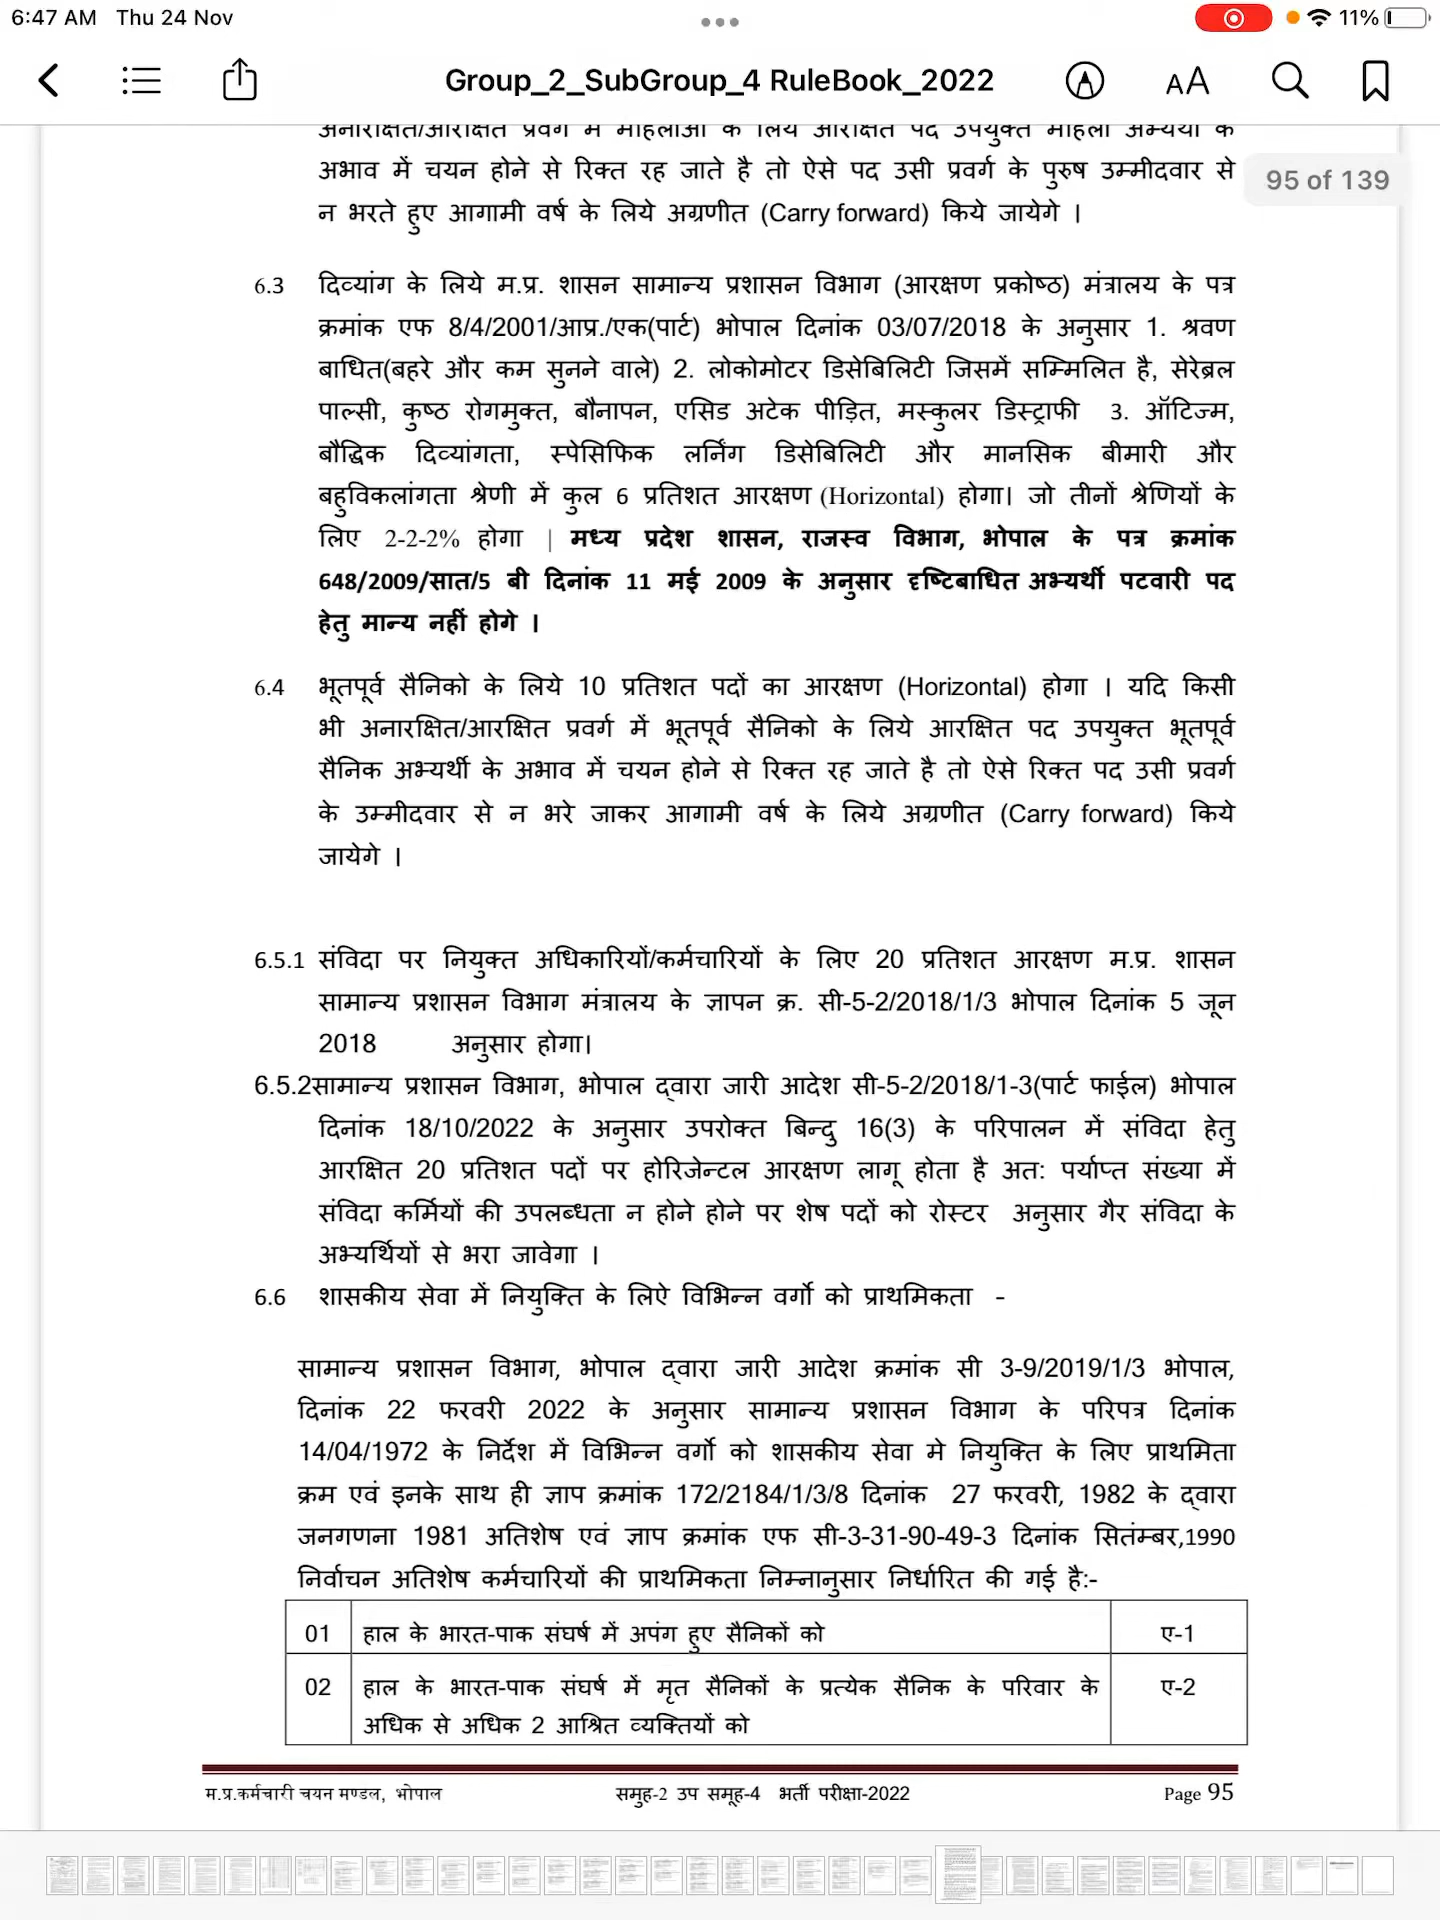 6:47 AM Thu 24 Nov
11%
Group_2_SubGroup_4 RuleBook_2022
95 of 139
अनारक्षित/आरक्षित प्रवर्ग में महिलाओं के लिये आरक्षित पद उपयुक्त महिला अभ्यर्थी के
अभाव में चयन होने से रिक्त रह जाते है तो ऐसे पद उसी प्रवर्ग के पुरुष उम्मीदवार से
न भरते हुए आगामी वर्ष के लिये अग्रणीत (Carry forward) किये जायेगे ।
6.3 दिव्यांग के लिये म.प्र. शासन सामान्य प्रशासन विभाग (आरक्षण प्रकोष्ठ) मंत्रालय के पत्र
क्रमांक एफ 8/4/2001/आप्र./एक(पार्ट) भोपाल दिनांक 03/07/2018 के अनुसार 1. श्रवण
बाधित(बहरे और कम सुनने वाले) 2. लोकोमोटर डिसेबिलिटी जिसमें सम्मिलित है, सेरेब्रल
पाल्सी, कुष्ठ रोगमुक्त, बौनापन, एसिड अटेक पीड़ित, मस्कुलर डिस्ट्राफी 3. ऑटिज्म,
बौद्धिक दिव्यांगता, स्पेसिफिक लर्निंग डिसेबिलिटी और मानसिक बीमारी और
बहुविकलांगता श्रेणी में कुल 6 प्रतिशत आरक्षण (Horizontal) होगा। जो तीनों श्रेणियों के
लिए 2-2-2% होगा | मध्य प्रदेश शासन, राजस्व विभाग, भोपाल के पत्र क्रमांक
648/2009/सात/5 बी दिनांक 11 मई 2009 के अनुसार दृष्टिबाधित अभ्यर्थी पटवारी पद
हेतु मान्य नहीं होगे ।
6.4 भूतपूर्व सैनिको के लिये 10 प्रतिशत पदों का आरक्षण (Horizontal) होगा । यदि किसी
भी अनारक्षित/आरक्षित प्रवर्ग में भूतपूर्व सैनिको के लिये आरक्षित पद उपयुक्त भूतपूर्व
सैनिक अभ्यर्थी के अभाव में चयन होने से रिक्त रह जाते है तो ऐसे रिक्त पद उसी प्रवर्ग
के उम्मीदवार से न भरे जाकर आगामी वर्ष के लिये अग्रणीत (Carry forward) किये
जायेगे ।
6.5.1 संविदा पर नियुक्त अधिकारियों/कर्मचारियों के लिए 20 प्रतिशत आरक्षण म.प्र. शासन
सामान्य प्रशासन विभाग मंत्रालय के ज्ञापन क्र. सी-5-2/2018/1/3 भोपाल दिनांक 5 जून
2018 अनुसार होगा।
6.5.2सामान्य प्रशासन विभाग, भोपाल द्वारा जारी आदेश सी-5-2/2018/1-3(पार्ट फाईल) भोपाल
दिनांक 18/10/2022 के अनुसार उपरोक्त बिन्दु 16(3) के परिपालन में संविदा हेतु
आरक्षित 20 प्रतिशत पदों पर होरिजेन्टल आरक्षण लागू होता है अत: पर्याप्त संख्या में
संविदा कर्मियों की उपलब्धता न होने होने पर शेष पदों को रोस्टर अनुसार गैर संविदा के
अभ्यर्थियों से भरा जावेगा ।
6.6 शासकीय सेवा में नियुक्ति के लिऐ विभिन्न वर्गो को प्राथमिकता -
सामान्य प्रशासन विभाग, भोपाल द्वारा जारी आदेश क्रमांक सी 3-9/2019/1/3 भोपाल,
दिनांक 22 फरवरी 2022 के अनुसार सामान्य प्रशासन विभाग के परिपत्र दिनांक
14/04/1972 के निर्देश में विभिन्न वर्गो को शासकीय सेवा मे नियुक्ति के लिए प्राथमिता
क्रम एवं इनके साथ ही ज्ञाप क्रमांक 172/2184/1/3/8 दिनांक 27 फरवरी, 1982 के द्वारा
जनगणना 1981 अतिशेष एवं ज्ञाप क्रमांक एफ सी-3-31-90-49-3 दिनांक सितंम्बर,1990
निर्वाचन अतिशेष कर्मचारियों की प्राथमिकता निम्नानुसार निर्धारित की गई है:-
01 हाल के भारत-पाक संघर्ष में अपंग हुए सैनिकों को ए-1
02 हाल के भारत-पाक संघर्ष में मृत सैनिकों के प्रत्येक सैनिक के परिवार के ए-2
अधिक से अधिक 2 आश्रित व्यक्तियों को
म.प्र.कर्मचारी चयन मण्डल, भोपाल समुह-2 उप समूह-4 भर्ती परीक्षा-2022 Page 95